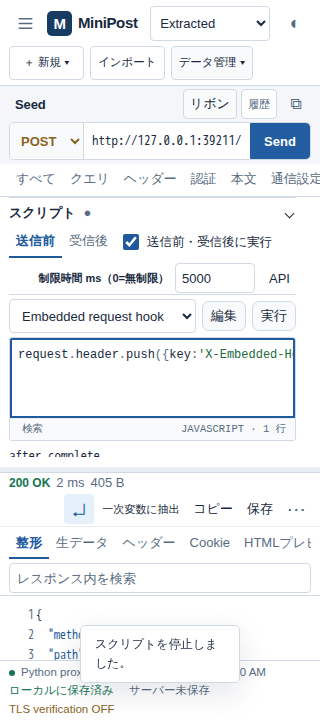 M MiniPost Extracted
＋ 新規 ▾ インポート データ管理 ▾
Seed リボン 履歴
POST http://127.0.0.1:39211/ Send
すべて クエリ ヘッダー 認証 本文 通信設定
スクリプト ●
送信前 受信後 送信前・受信後に実行
制限時間 ms（0=無制限） 5000 API
Embedded request hook 編集 実行
request.header.push({key:'X-Embedded-H
検索 JAVASCRIPT · 1 行
after complete
200 OK 2 ms 405 B
一次変数に抽出 コピー 保存 ···
整形 生データ ヘッダー Cookie HTMLプレビ
レスポンス内を検索
1 {
2 "meth
3 "path"
スクリプトを停止しました。
● Python prox 0 AM
ローカルに保存済み サーバー未保存
TLS verification OFF